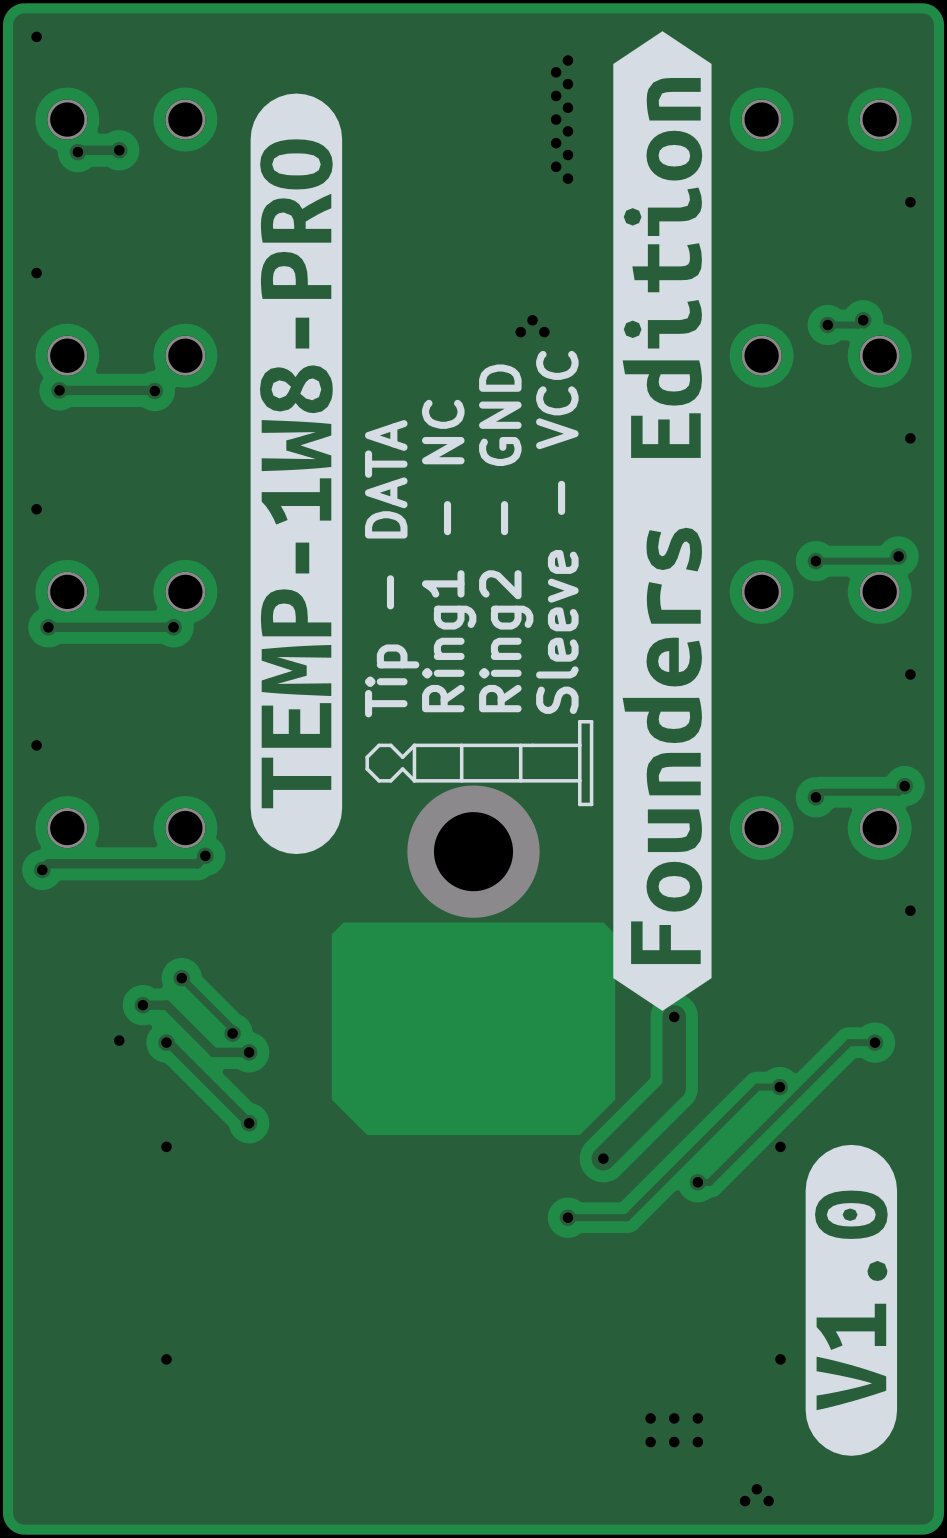 TEMP-1W8-PRO
Tip - DATA
Ring1 - NC
Ring2 - GND
Sleeve - VCC
Founders Edition
V1.0